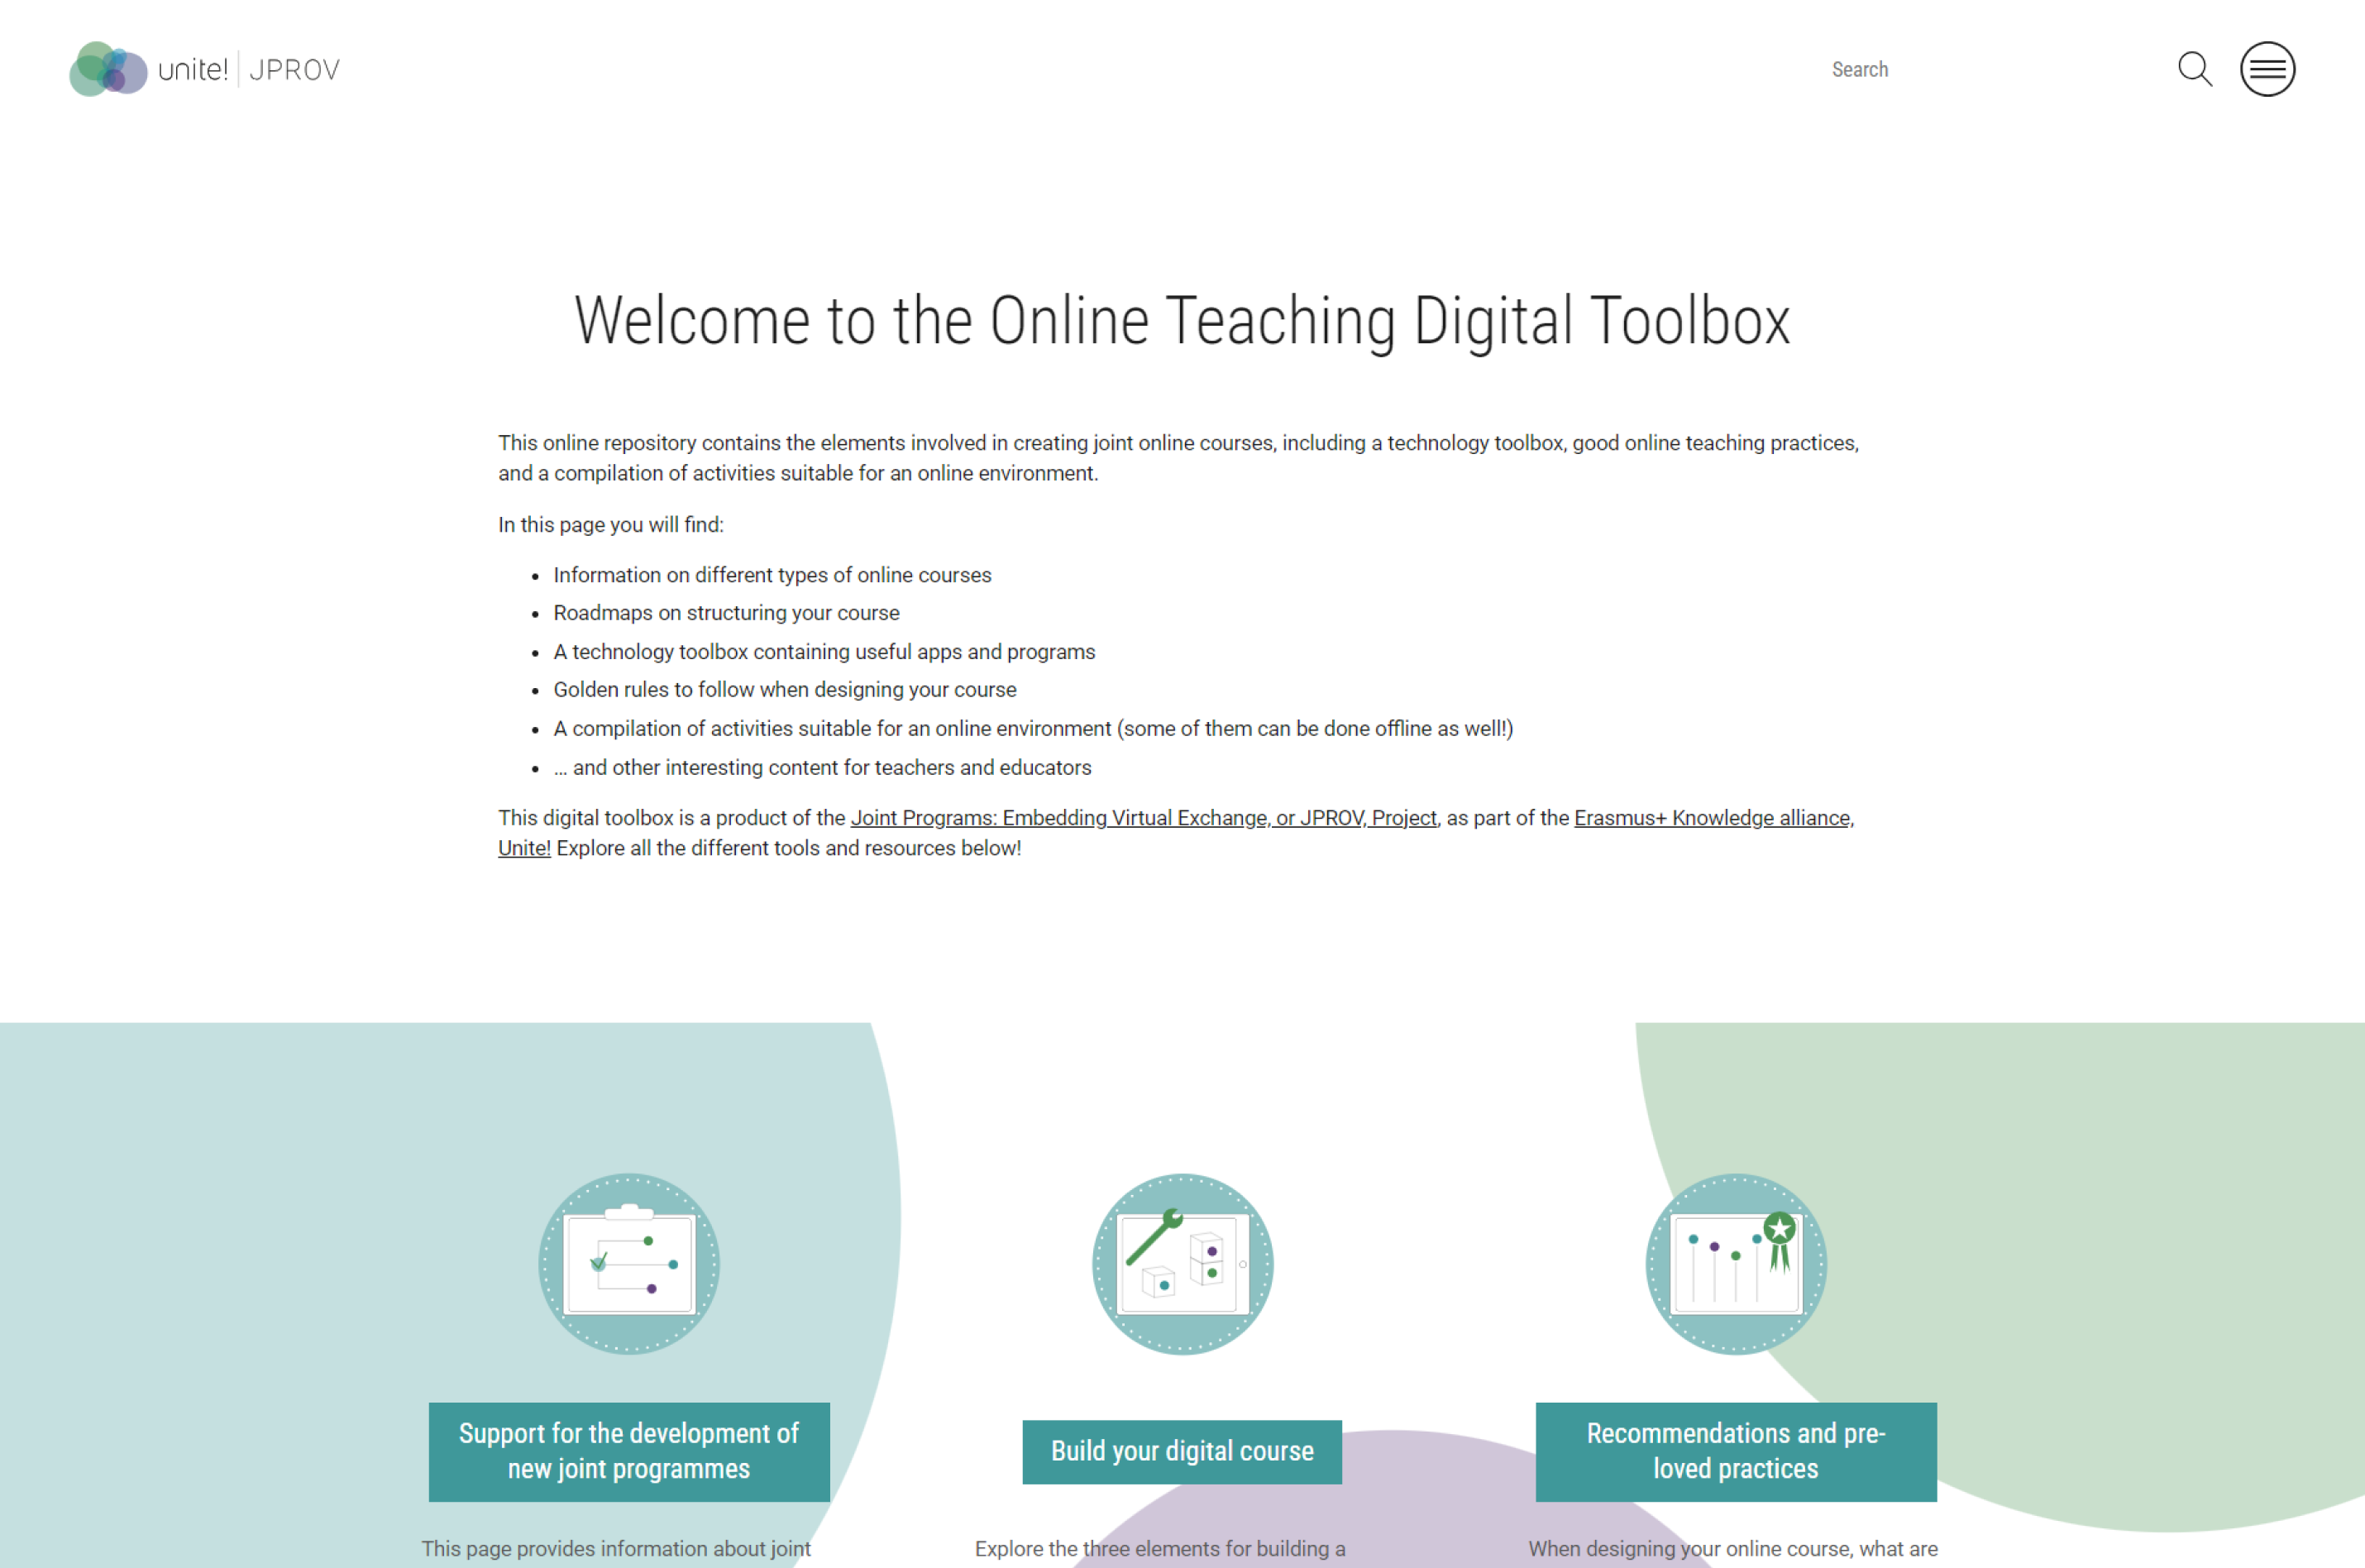 unite! | JPROV
Search
Welcome to the Online Teaching Digital Toolbox
This online repository contains the elements involved in creating joint online courses, including a technology toolbox, good online teaching practices,
and a compilation of activities suitable for an online environment.
In this page you will find:
• Information on different types of online courses
• Roadmaps on structuring your course
• A technology toolbox containing useful apps and programs
• Golden rules to follow when designing your course
• A compilation of activities suitable for an online environment (some of them can be done offline as well!)
• ... and other interesting content for teachers and educators
This digital toolbox is a product of the Joint Programs: Embedding Virtual Exchange, or JPROV, Project, as part of the Erasmus+ Knowledge alliance,
Unite! Explore all the different tools and resources below!
Support for the development of
new joint programmes
This page provides information about joint
Build your digital course
Explore the three elements for building a
Recommendations and pre-
loved practices
When designing your online course, what are